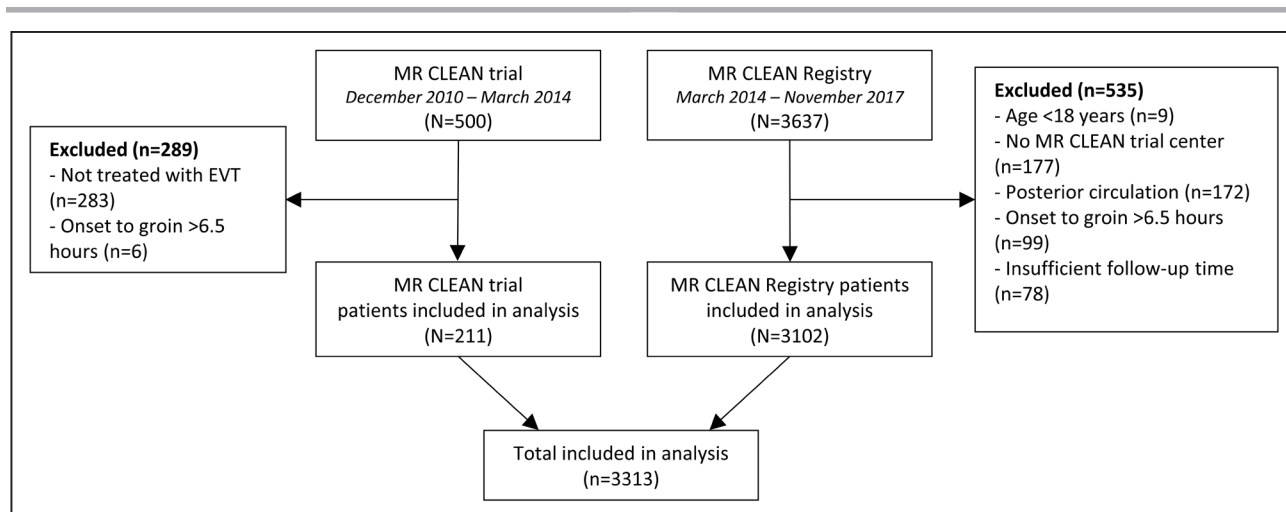 MR CLEAN trial
December 2010 – March 2014
(N=500)
MR CLEAN Registry
March 2014 – November 2017
(N=3637)
Excluded (n=289)
- Not treated with EVT
(n=283)
- Onset to groin >6.5
hours (n=6)
Excluded (n=535)
- Age <18 years (n=9)
- No MR CLEAN trial center
(n=177)
- Posterior circulation (n=172)
- Onset to groin >6.5 hours
(n=99)
- Insufficient follow-up time
(n=78)
MR CLEAN trial
patients included in analysis
(N=211)
MR CLEAN Registry patients
included in analysis
(N=3102)
Total included in analysis
(n=3313)